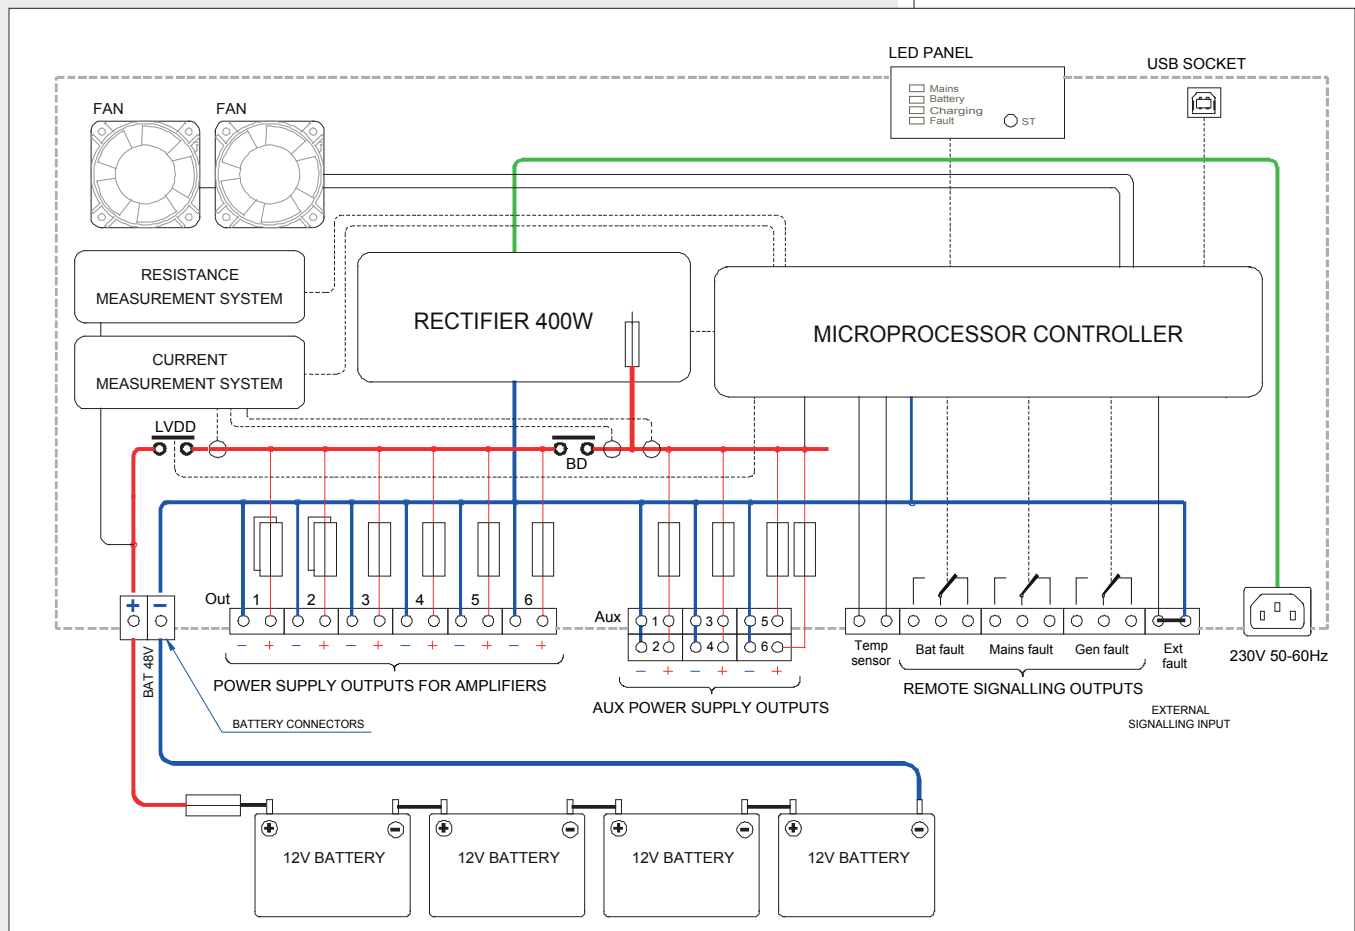 LED PANEL
USB SOCKET
Mains
Battery
Charging
Fault
ST
FAN
FAN
RESISTANCE
MEASUREMENT SYSTEM
RECTIFIER 400W
MICROPROCESSOR CONTROLLER
CURRENT
MEASUREMENT SYSTEM
LVDD
BD
+ −
Out 1 2 3 4 5 6
− + − + − + − + − + − +
Aux 1 3 5
2 4 6
− + − + − +
Temp
sensor
Bat fault
Mains fault
Gen fault
Ext
fault
230V 50-60Hz
BAT 48V
POWER SUPPLY OUTPUTS FOR AMPLIFIERS
AUX POWER SUPPLY OUTPUTS
REMOTE SIGNALLING OUTPUTS
EXTERNAL
SIGNALLING INPUT
BATTERY CONNECTORS
+ − + − + − + −
12V BATTERY
12V BATTERY
12V BATTERY
12V BATTERY